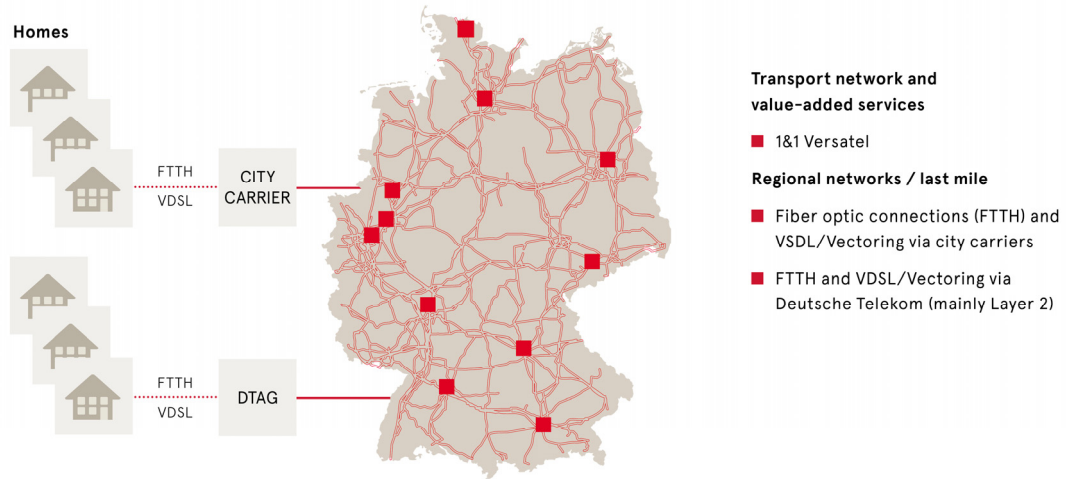 Homes
FTTH
VDSL
CITY
CARRIER
FTTH
VDSL
DTAG
Transport network and
value-added services
1&1 Versatel
Regional networks / last mile
Fiber optic connections (FTTH) and
VSDL/Vectoring via city carriers
FTTH and VDSL/Vectoring via
Deutsche Telekom (mainly Layer 2)